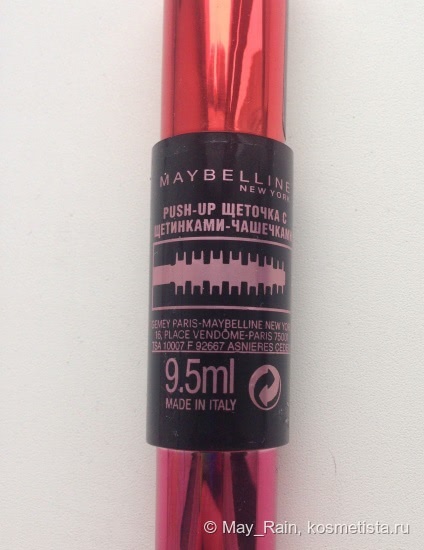 MAYBELLINE
NEW YORK
PUSH-UP ЩЕТОЧКА С
ЩЕТИНКАМИ-ЧАШЕЧКАМИ
GEMEY PARIS-MAYBELLINE NEW YORK
16, PLACE VENDÔME-PARIS 75001
TSA 10007 F 92667 ASNIERES CEDEX
9.5ml
MADE IN ITALY
© May_Rain, kosmetista.ru